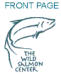 FRONT PAGE
THE
WILD
SALMON
CENTER